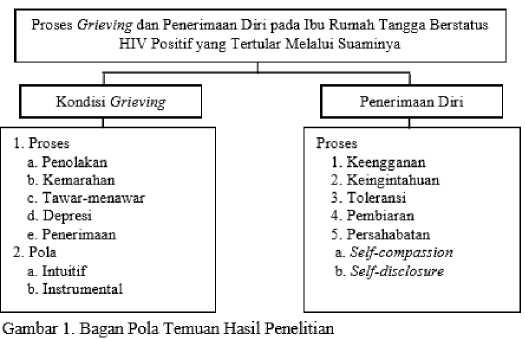 Proses Grieving dan Penerimaan Diri pada Ibu Rumah Tangga Berstatus
HIV Positif yang Tertular Melalui Suaminya
Kondisi Grieving
1. Proses
a. Penolakan
b. Kemarahan
c. Tawar-menawar
d. Depresi
e. Penerimaan
2. Pola
a. Intuitif
b. Instrumental
Penerimaan Diri
Proses
1. Keengganan
2. Keingintahuan
3. Toleransi
4. Pembiaran
5. Persahabatan
a. Self-compassion
b. Self-disclosure
Gambar 1. Bagan Pola Temuan Hasil Penelitian